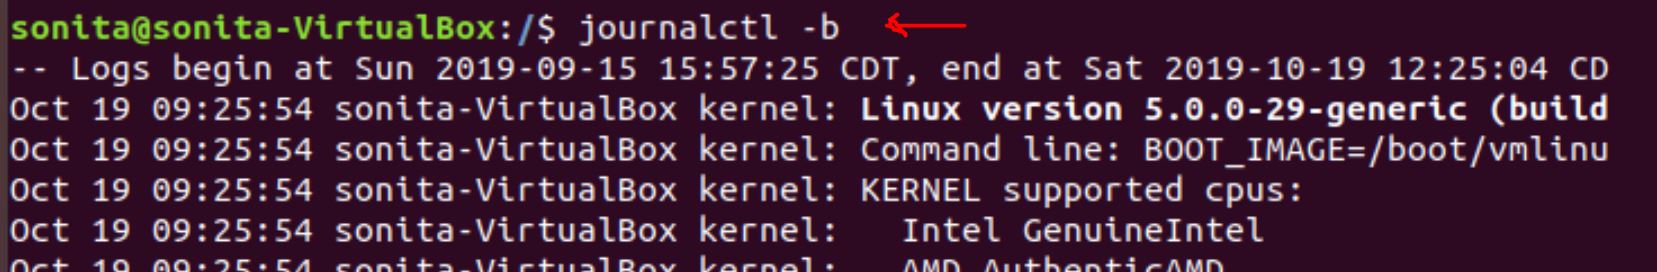 sonita@sonita-VirtualBox:/$ journalctl -b
-- Logs begin at Sun 2019-09-15 15:57:25 CDT, end at Sat 2019-10-19 12:25:04 CD
Oct 19 09:25:54 sonita-VirtualBox kernel: Linux version 5.0.0-29-generic (build
Oct 19 09:25:54 sonita-VirtualBox kernel: Command line: BOOT_IMAGE=/boot/vmlinu
Oct 19 09:25:54 sonita-VirtualBox kernel: KERNEL supported cpus:
Oct 19 09:25:54 sonita-VirtualBox kernel:   Intel GenuineIntel
Oct 19 09:25:54 sonita-VirtualBox kernel:   AMD AuthenticAMD